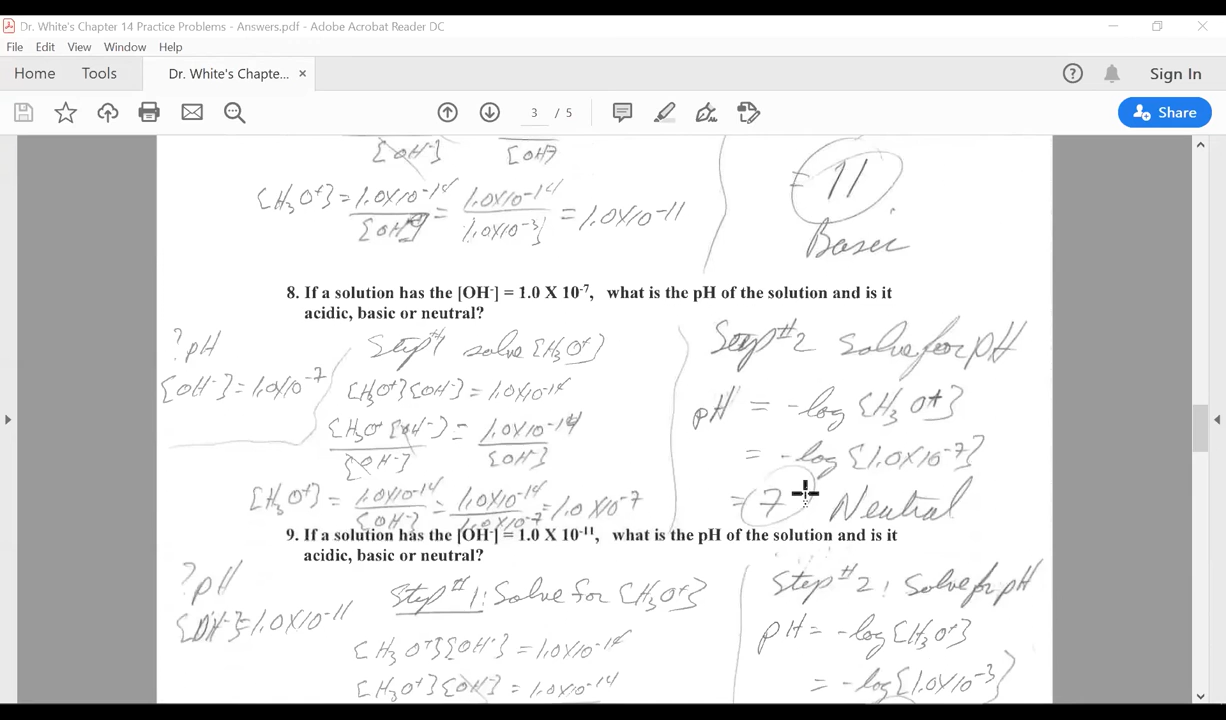 Dr. White's Chapter 14 Practice Problems - Answers.pdf - Adobe Acrobat Reader DC
File Edit View Window Help
Home Tools Dr. White's Chapte... × Sign In
3 / 5 Share
[OH-] [OH-]
[H3O+] = 1.0X10-14 = 1.0X10-14 = 1.0X10-11
[OH-] 1.0X10-3]
= 11
Basic
8. If a solution has the [OH-] = 1.0 X 10-7, what is the pH of the solution and is it
acidic, basic or neutral?
? pH
[OH-] = 1.0X10-7
Step #1 solve [H3O+]
[H3O+][OH-] = 1.0X10-14
[H3O+][OH-] = 1.0X10-14
[OH-] [OH-]
[H3O+] = 1.0X10-14 = 1.0X10-14 = 1.0X10-7
[OH-] 1.0X10-7
Step #2 solve for pH
pH = -log [H3O+]
= -log [1.0X10-7]
= 7 Neutral
9. If a solution has the [OH-] = 1.0 X 10-11, what is the pH of the solution and is it
acidic, basic or neutral?
? pH
[OH-] = 1.0X10-11
Step #1: Solve for [H3O+]
[H3O+][OH-] = 1.0X10-14
[H3O+][OH-] = 1.0X10-14
Step #2: Solve for pH
pH = -log [H3O+]
= -log [1.0X10-3]